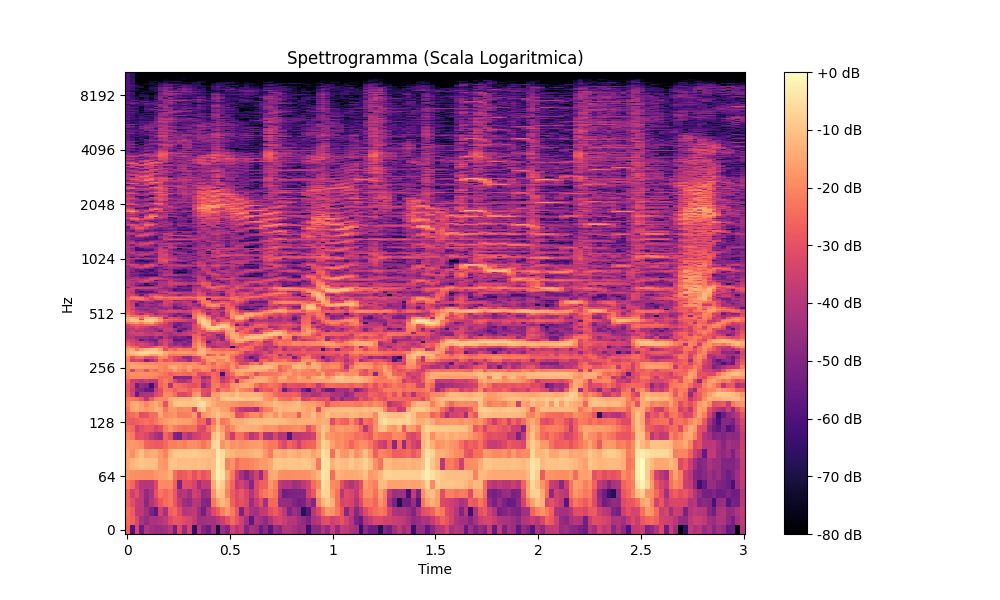 Spettrogramma (Scala Logaritmica)
Hz
8192
4096
2048
1024
512
256
128
64
0
0 0.5 1 1.5 2 2.5 3
Time
+0 dB
-10 dB
-20 dB
-30 dB
-40 dB
-50 dB
-60 dB
-70 dB
-80 dB